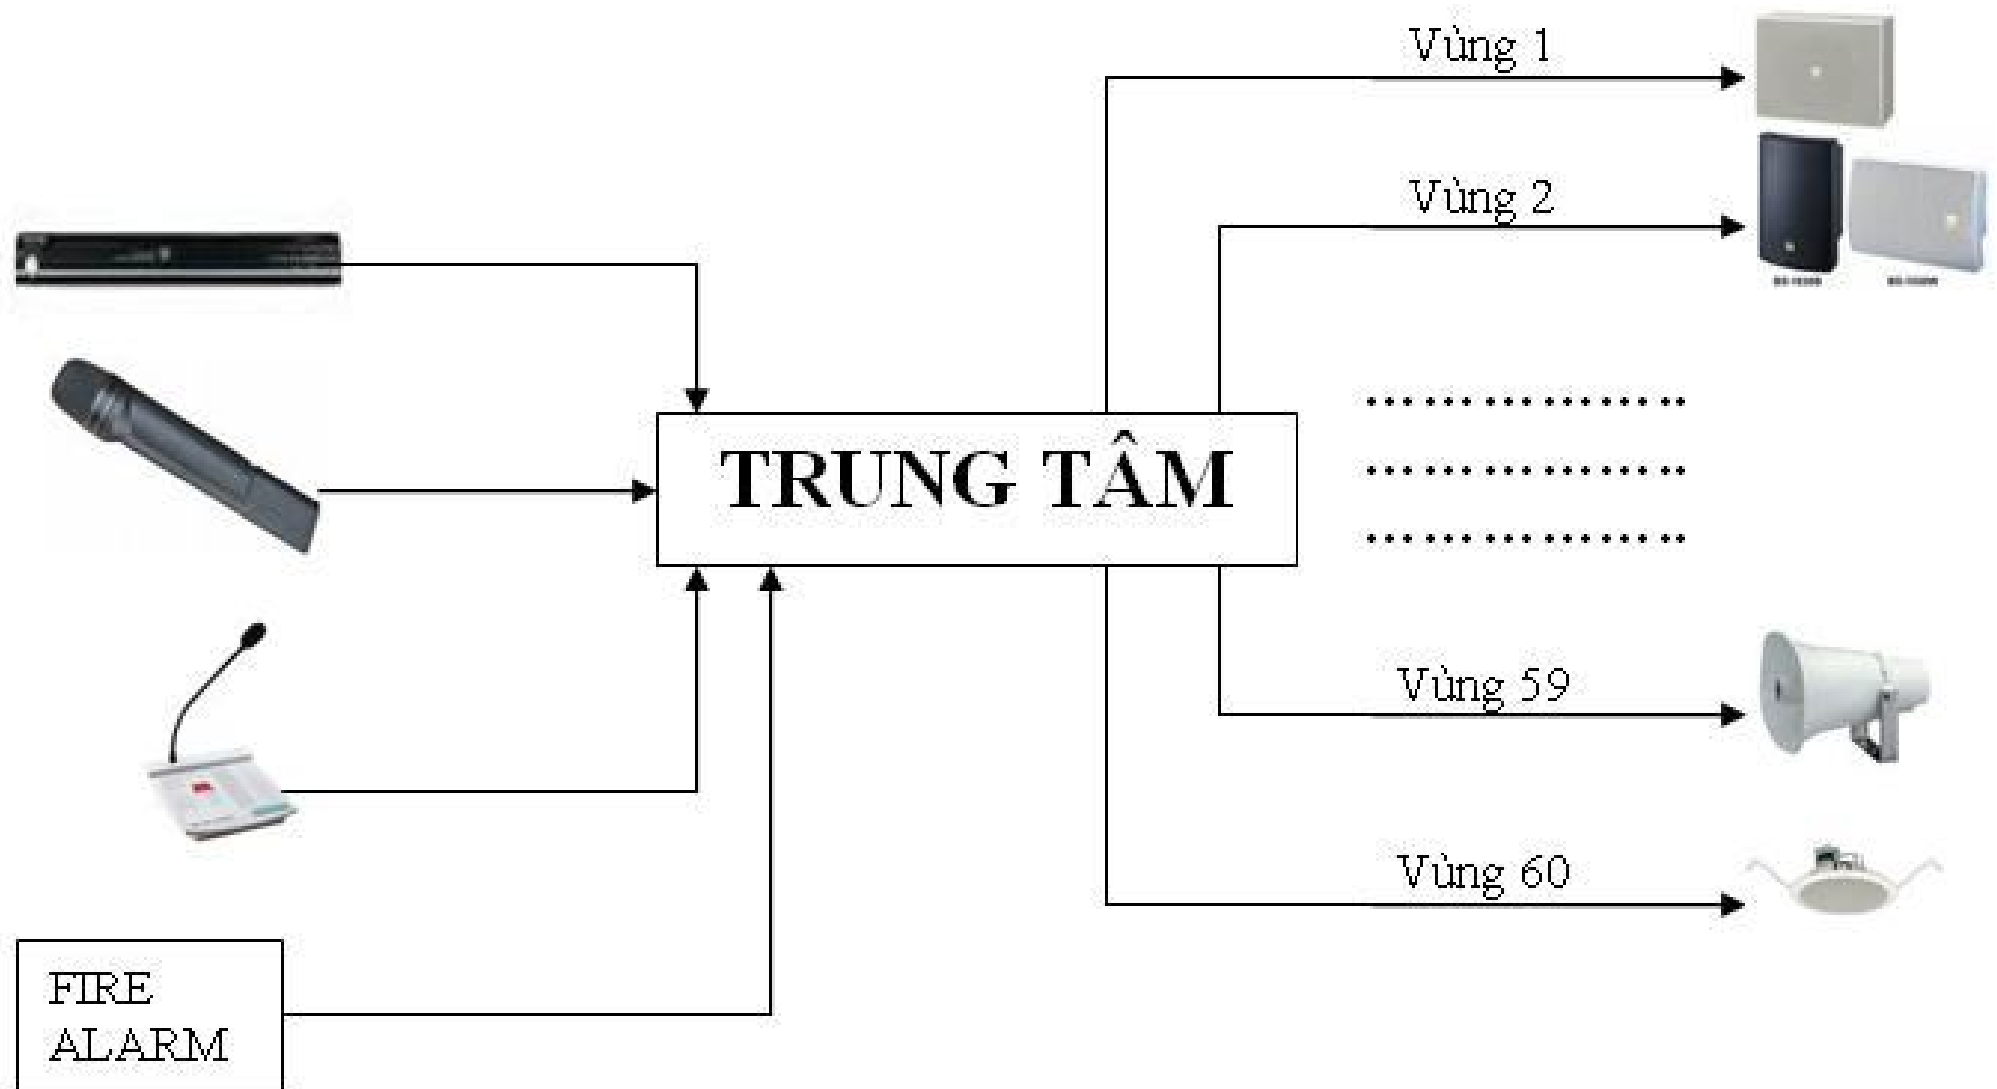 Vùng 1
Vùng 2
TRUNG TÂM
Vùng 59
Vùng 60
FIRE
ALARM